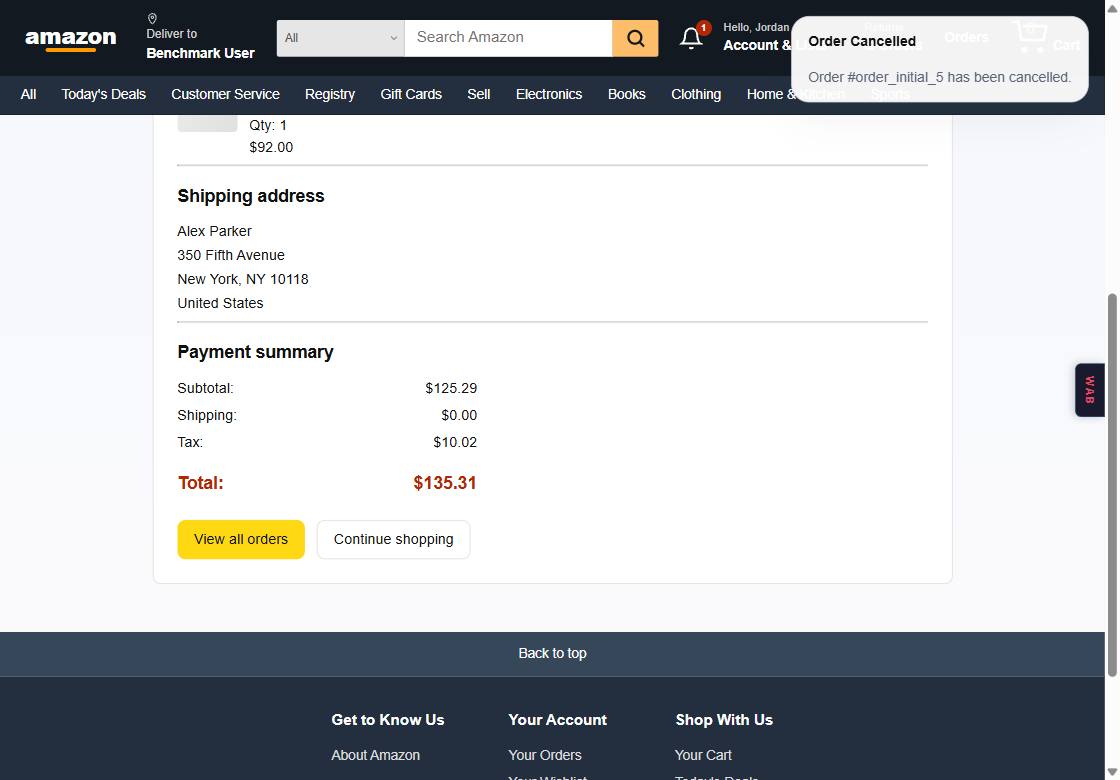 amazon
Deliver to
Benchmark User
All
Search Amazon
1
Hello, Jordan
Account &
Orders
Cart
Order Cancelled
Order #order_initial_5 has been cancelled.
All
Today's Deals
Customer Service
Registry
Gift Cards
Sell
Electronics
Books
Clothing
Home & Kitchen
Sports
Qty: 1
$92.00
Shipping address
Alex Parker
350 Fifth Avenue
New York, NY 10118
United States
Payment summary
Subtotal: $125.29
Shipping: $0.00
Tax: $10.02
Total: $135.31
View all orders
Continue shopping
WAB
Back to top
Get to Know Us
Your Account
Shop With Us
About Amazon
Your Orders
Your Cart
Your Wishlist
Today's Deals